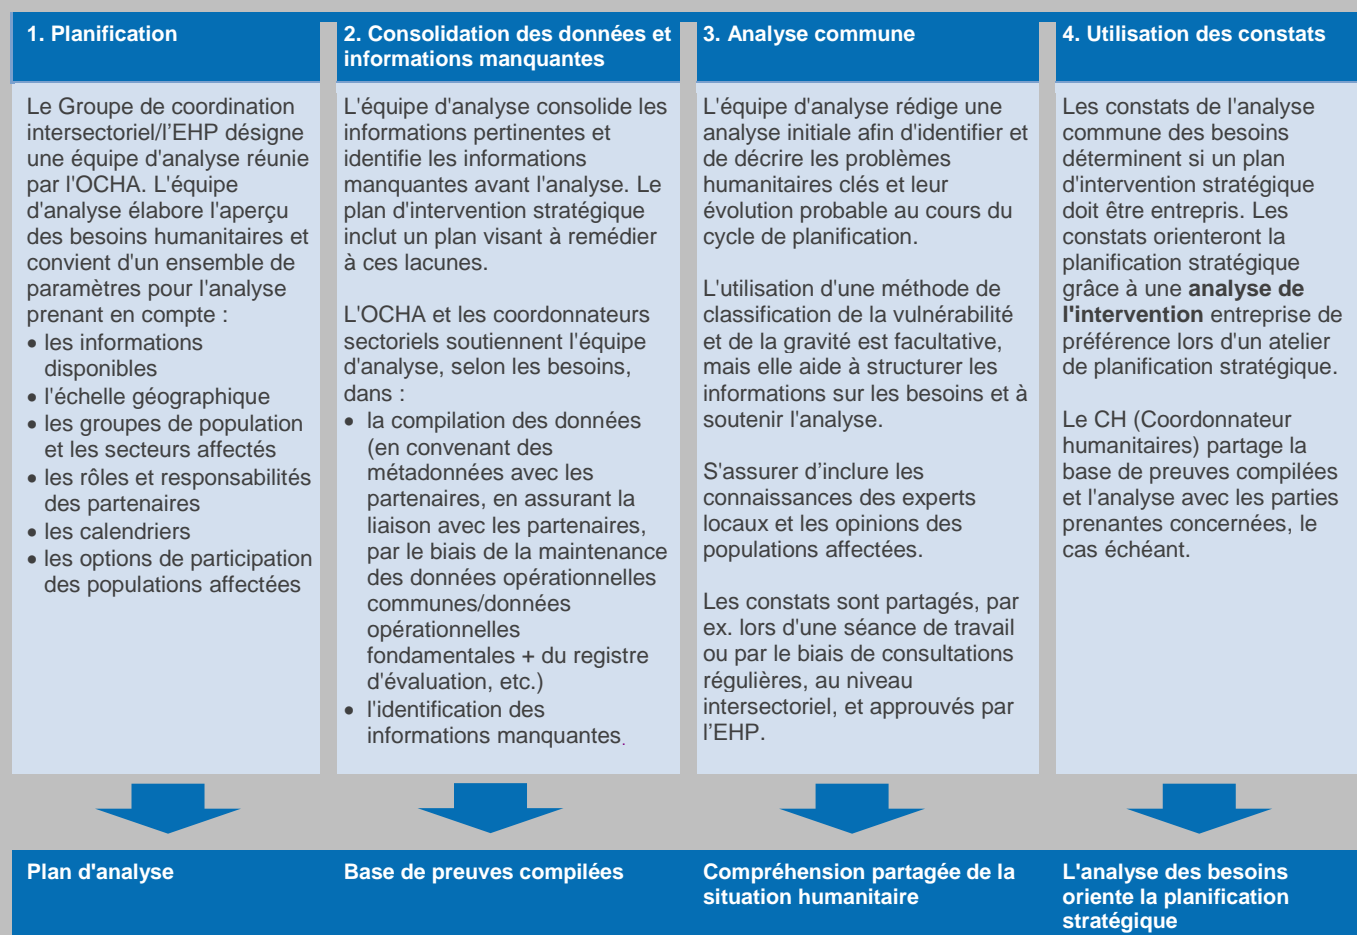 1. Planification
Le Groupe de coordination
intersectoriel/l'EHP désigne
une équipe d'analyse réunie
par l'OCHA. L'équipe
d'analyse élabore l'aperçu
des besoins humanitaires et
convient d'un ensemble de
paramètres pour l'analyse
prenant en compte :
• les informations
disponibles
• l'échelle géographique
• les groupes de population
et les secteurs affectés
• les rôles et responsabilités
des partenaires
• les calendriers
• les options de participation
des populations affectées
Plan d'analyse
2. Consolidation des données et
informations manquantes
L'équipe d'analyse consolide les
informations pertinentes et
identifie les informations
manquantes avant l'analyse. Le
plan d'intervention stratégique
inclut un plan visant à remédier
à ces lacunes.
L'OCHA et les coordonnateurs
sectoriels soutiennent l'équipe
d'analyse, selon les besoins,
dans :
• la compilation des données
(en convenant des
métadonnées avec les
partenaires, en assurant la
liaison avec les partenaires,
par le biais de la maintenance
des données opérationnelles
communes/données
opérationnelles
fondamentales + du registre
d'évaluation, etc.)
• l'identification des
informations manquantes.
Base de preuves compilées
3. Analyse commune
L'équipe d'analyse rédige une
analyse initiale afin d'identifier et
de décrire les problèmes
humanitaires clés et leur
évolution probable au cours du
cycle de planification.
L'utilisation d'une méthode de
classification de la vulnérabilité
et de la gravité est facultative,
mais elle aide à structurer les
informations sur les besoins et à
soutenir l'analyse.
S'assurer d’inclure les
connaissances des experts
locaux et les opinions des
populations affectées.
Les constats sont partagés, par
ex. lors d'une séance de travail
ou par le biais de consultations
régulières, au niveau
intersectoriel, et approuvés par
l’EHP.
Compréhension partagée de la
situation humanitaire
4. Utilisation des constats
Les constats de l'analyse
commune des besoins
déterminent si un plan
d'intervention stratégique
doit être entrepris. Les
constats orienteront la
planification stratégique
grâce à une analyse de
l'intervention entreprise de
préférence lors d'un atelier
de planification stratégique.
Le CH (Coordonnateur
humanitaires) partage la
base de preuves compilées
et l'analyse avec les parties
prenantes concernées, le
cas échéant.
L'analyse des besoins
oriente la planification
stratégique